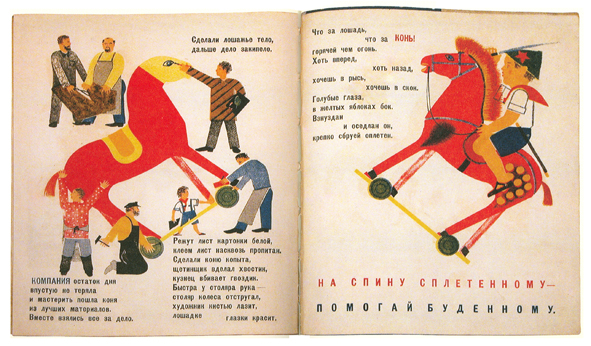 Сделали лошажье тело,
дальше дело закипело.
КОМПАНИЯ остаток дня
впустую не теряла
и мастерить пошла коня
из лучших материалов.
Вместе взялись все за дело.
Режут лист картонки белой,
клеем лист насквозь пропитан.
Сделали коню копыта,
щетинщик вделал хвостик,
кузнец вбивает гвоздик.
Быстра у столяра рука —
столяр колеса отстругал,
художник кистью лазит,
лошадке глазки красит.
Что за лошадь,
что за КОНЬ!
горячей чем огонь.
Хоть вперед,
хоть назад,
хочешь в рысь,
хочешь в скок.
Голубые глаза,
в желтых яблоках бок.
Взнуздан
и оседлан он,
крепко сбруей оплетен.
НА СПИНУ СПЛЕТЕННОМУ—
ПОМОГАЙ БУДЕННОМУ.